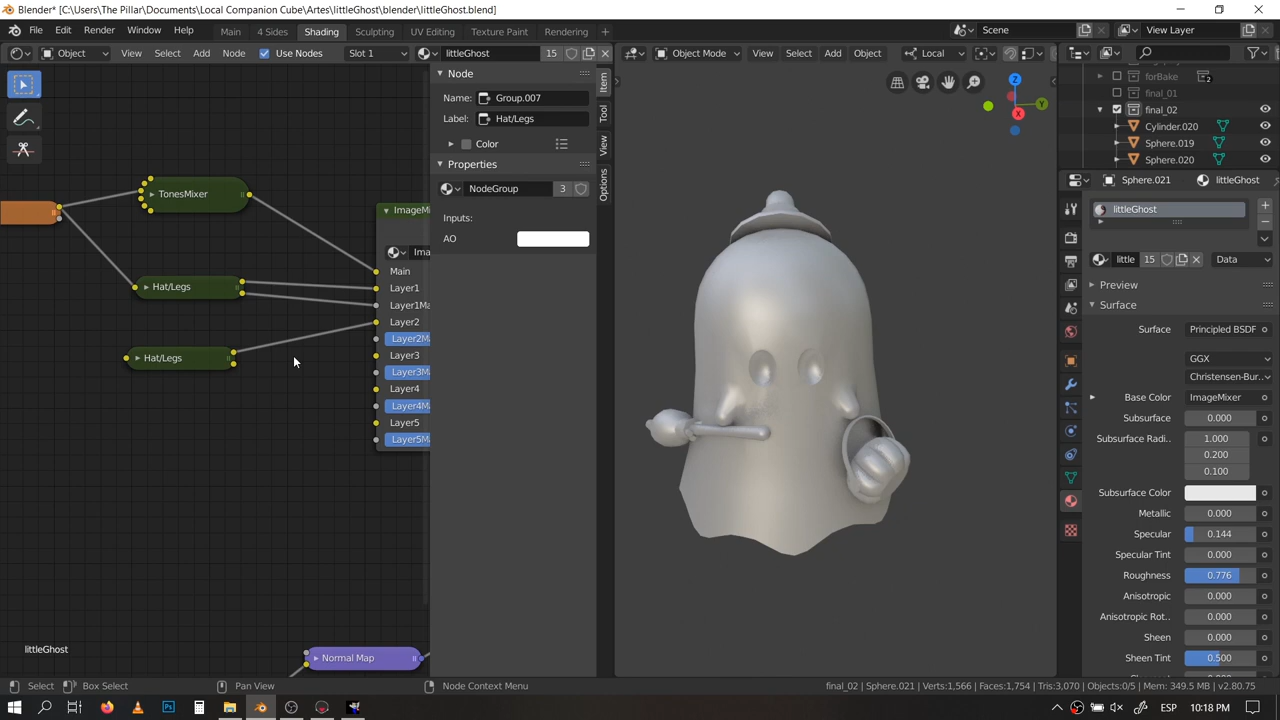 Blender* [C:\Users\The Pillar\Documents\Local Companion Cube\Artes\littleGhost\blender\littleGhost.blend]
File Edit Render Window Help Main 4 Sides Shading Sculpting UV Editing Texture Paint Rendering Scene View Layer
Object View Select Add Node Use Nodes Slot 1 littleGhost 15 Object Mode View Select Add Object Local
Node
Name: Group.007
Label: Hat/Legs
Color
Properties
NodeGroup 3
Inputs:
AO
Item
Tool
View
Options
TonesMixer
Hat/Legs
Hat/Legs
ImageMi
Ima
Main
Layer1
Layer1Ma
Layer2
Layer2M
Layer3
Layer3M
Layer4
Layer4M
Layer5
Layer5M
Normal Map
littleGhost
X
Y
Z
forBake 2
final_01
final_02
Cylinder.020
Sphere.019
Sphere.020
Sphere.021 littleGhost
littleGhost
little 15 Data
Preview
Surface
Surface Principled BSDF
GGX
Christensen-Bur...
Base Color ImageMixer
Subsurface 0.000
Subsurface Radi.. 1.000
0.200
0.100
Subsurface Color
Metallic 0.000
Specular 0.144
Specular Tint 0.000
Roughness 0.776
Anisotropic 0.000
Anisotropic Rot.. 0.000
Sheen 0.000
Sheen Tint 0.500
Select Box Select Pan View Node Context Menu final_02 | Sphere.021 | Verts:1,566 | Faces:1,754 | Tris:3,070 | Objects:0/5 | Mem: 349.5 MB | v2.80.75
ESP 10:18 PM